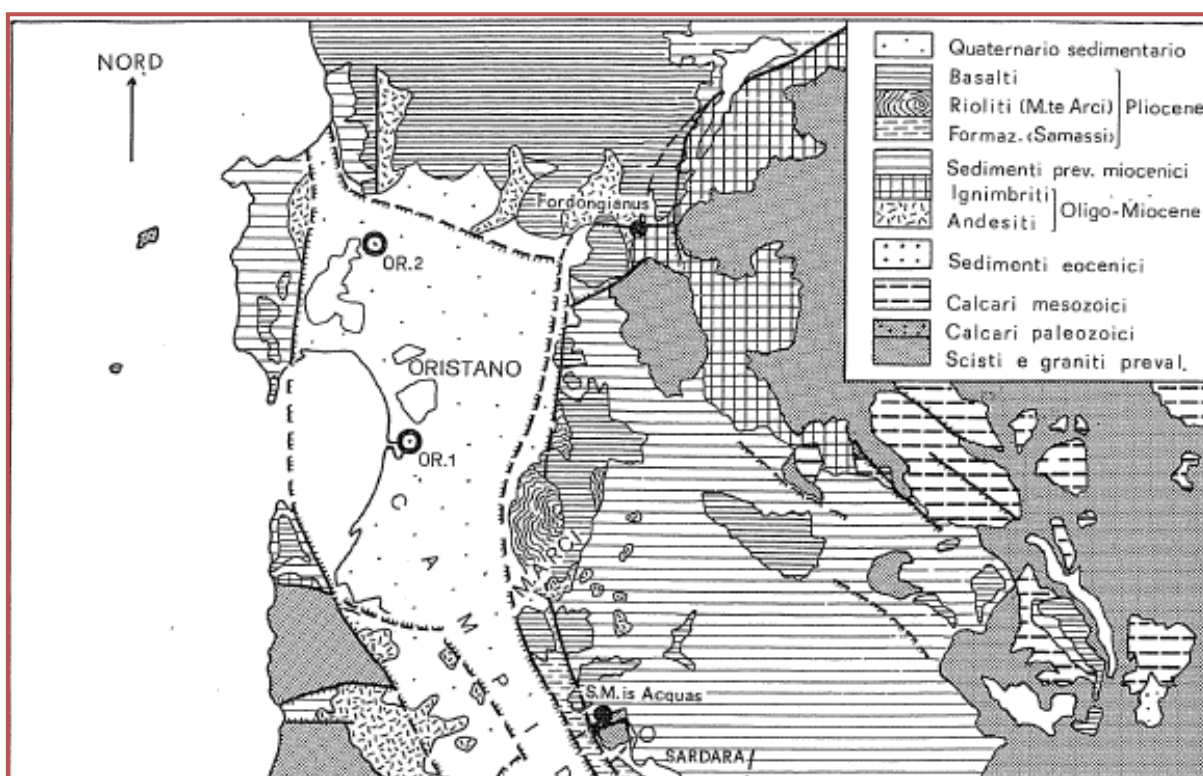 NORD
Quaternario sedimentario
Basalti
Rioliti (M.te Arci)
Pliocene
Formaz. ‹Samassi›
Sedimenti prev. miocenici
Ignimbriti
Andesiti
Oligo-Miocene
Sedimenti eocenici
Calcari mesozoici
Calcari paleozoici
Scisti e graniti preval.
Fordongianus
OR.2
ORISTANO
OR.1
M. ARCI
CAMPID
S.M. is Acquas
SARDARA